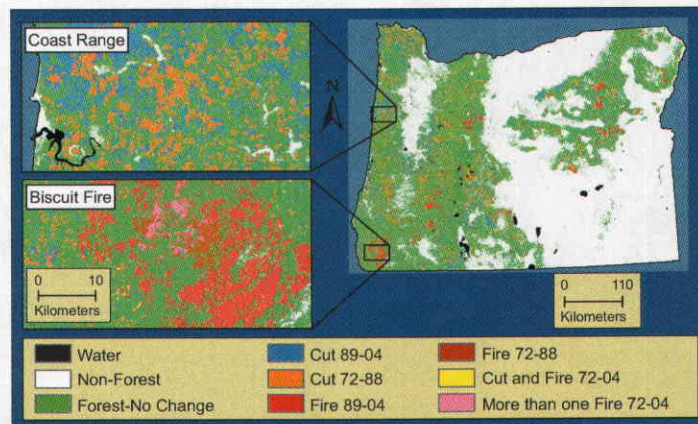 Coast Range
N
Biscuit Fire
0 10
Kilometers
0 110
Kilometers
Water
Non-Forest
Forest-No Change
Cut 89-04
Cut 72-88
Fire 89-04
Fire 72-88
Cut and Fire 72-04
More than one Fire 72-04